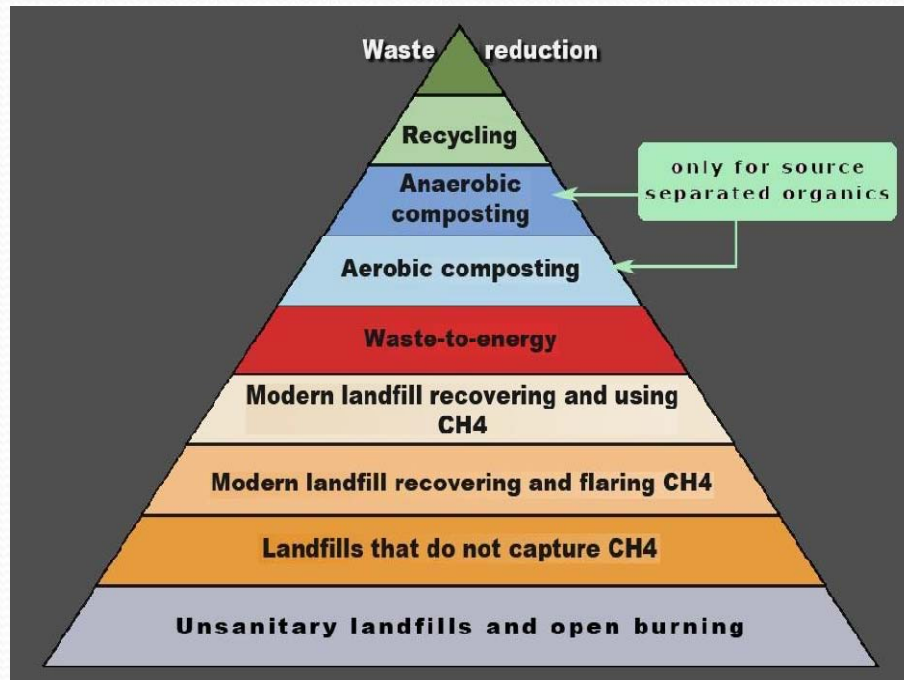 Waste reduction
Recycling
Anaerobic
composting
only for source
separated organics
Aerobic composting
Waste-to-energy
Modern landfill recovering and using
CH4
Modern landfill recovering and flaring CH4
Landfills that do not capture CH4
Unsanitary landfills and open burning